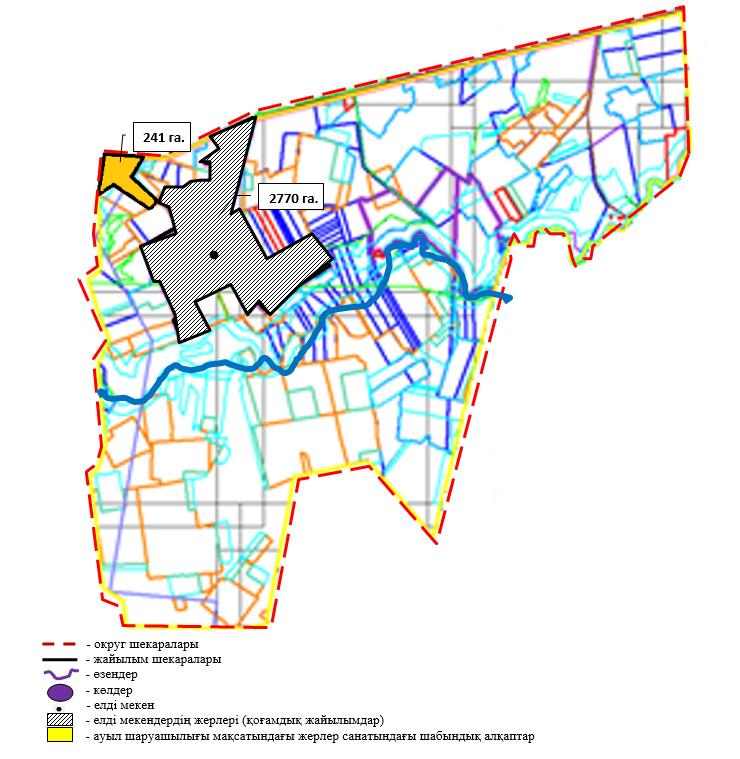 241 га.
2770 га.
- округ шекаралары
- жайылым шекаралары
- өзендер
- көлдер
- елді мекен
- елді мекендердің жерлері (қоғамдық жайылымдар)
- ауыл шаруашылығы мақсатындағы жерлер санатындағы шабындық алқаптар